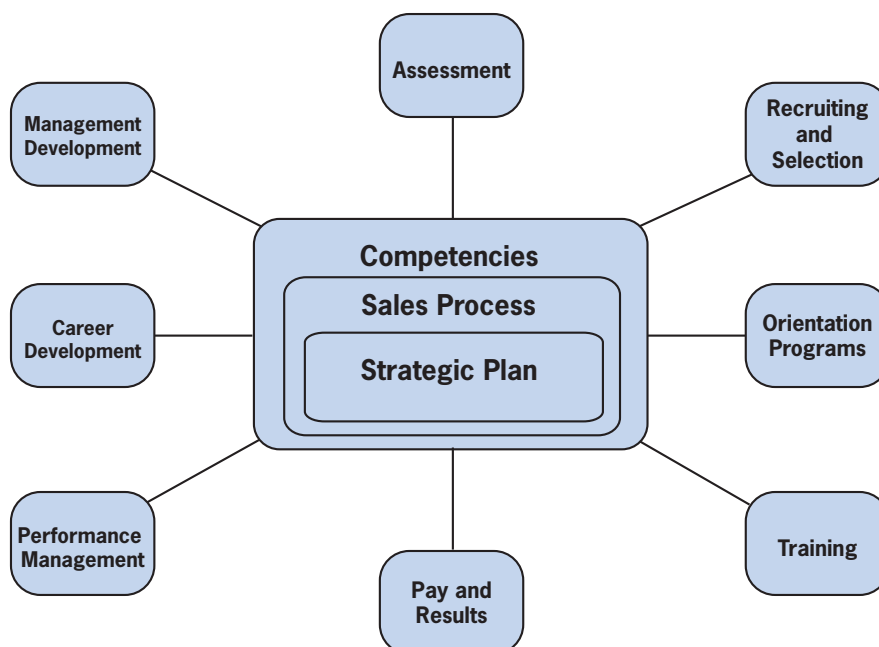 Assessment
Management
Development
Recruiting
and
Selection
Competencies
Sales Process
Strategic Plan
Career
Development
Orientation
Programs
Performance
Management
Pay and
Results
Training